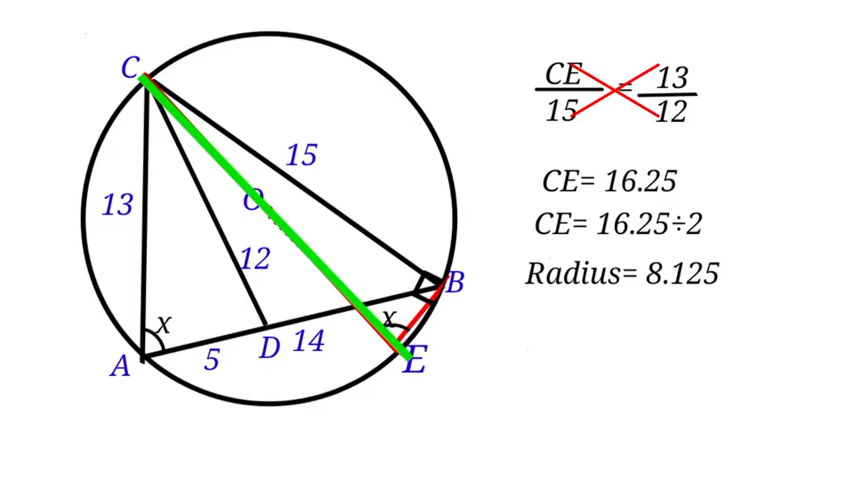 C
15
O
13
12
B
x
x
D 14
5
A
E
CE/15 = 13/12
CE= 16.25
CE= 16.25÷2
Radius= 8.125